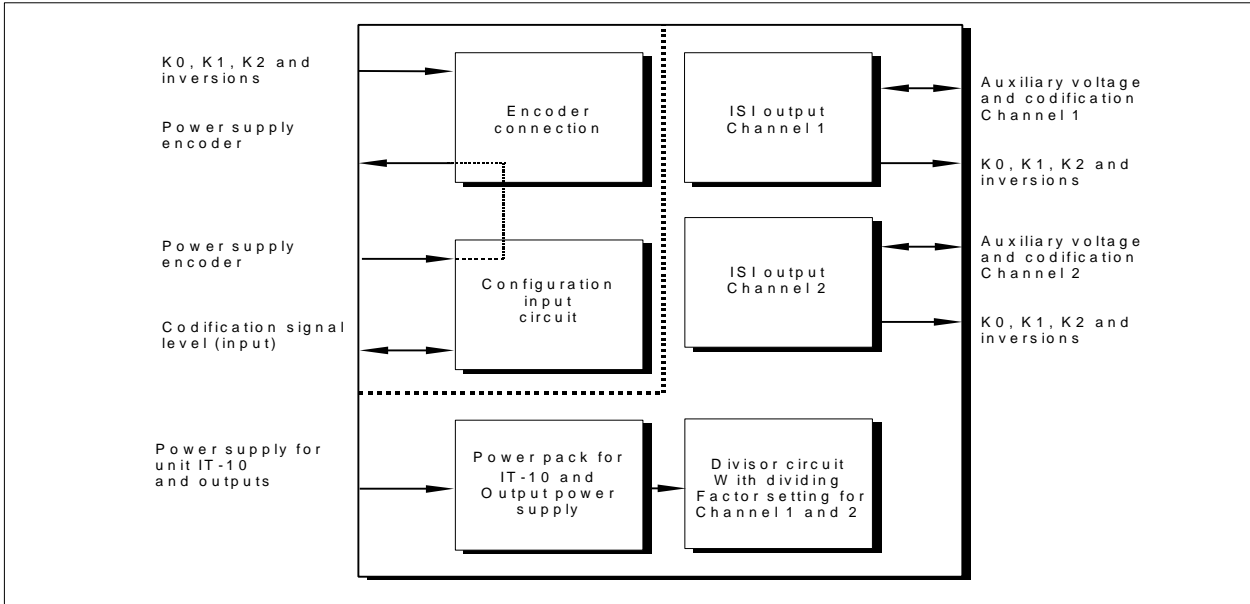 K0, K1, K2 and
inversions
Power supply
encoder
Power supply
encoder
Codification signal
level (input)
Power supply for
unit IT-10
and outputs
Encoder
connection
Configuration
input
circuit
Power pack for
IT-10 and
Output power
supply
ISI output
Channel 1
ISI output
Channel 2
Divisor circuit
With dividing
Factor setting for
Channel 1 and 2
Auxiliary voltage
and codification
Channel 1
K0, K1, K2 and
inversions
Auxiliary voltage
and codification
Channel 2
K0, K1, K2 and
inversions